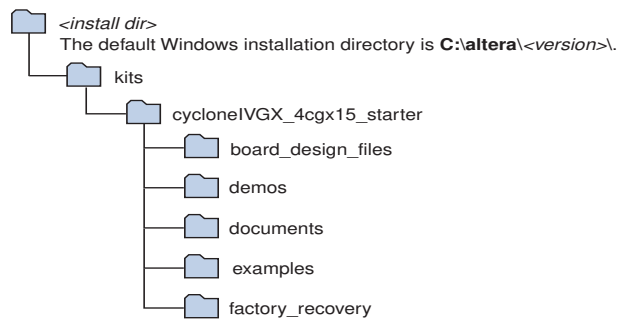 <install dir>
The default Windows installation directory is C:\altera\<version>\.
kits
cycloneIVGX_4cgx15_starter
board_design_files
demos
documents
examples
factory_recovery